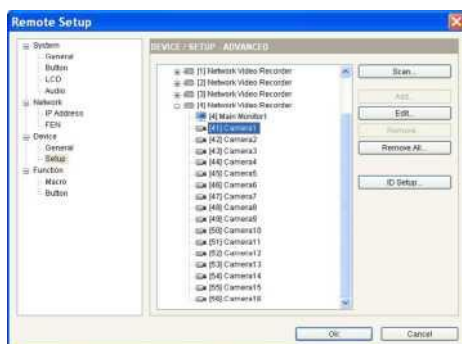 Remote Setup
System
General
Button
LCD
Audio
Network
IP Address
FEN
Device
General
Setup
Function
Macro
Button
DEVICE / SETUP - ADVANCED
[1] Network Video Recorder
[2] Network Video Recorder
[3] Network Video Recorder
[4] Network Video Recorder
[4] Main Monitor1
[41] Camera1
[42] Camera2
[43] Camera3
[44] Camera4
[45] Camera5
[46] Camera6
[47] Camera7
[48] Camera8
[49] Camera9
[50] Camera10
[51] Camera11
[52] Camera12
[53] Camera13
[54] Camera14
[55] Camera15
[56] Camera16
Scan...
Add...
Edit...
Remove
Remove All...
ID Setup...
Ok
Cancel